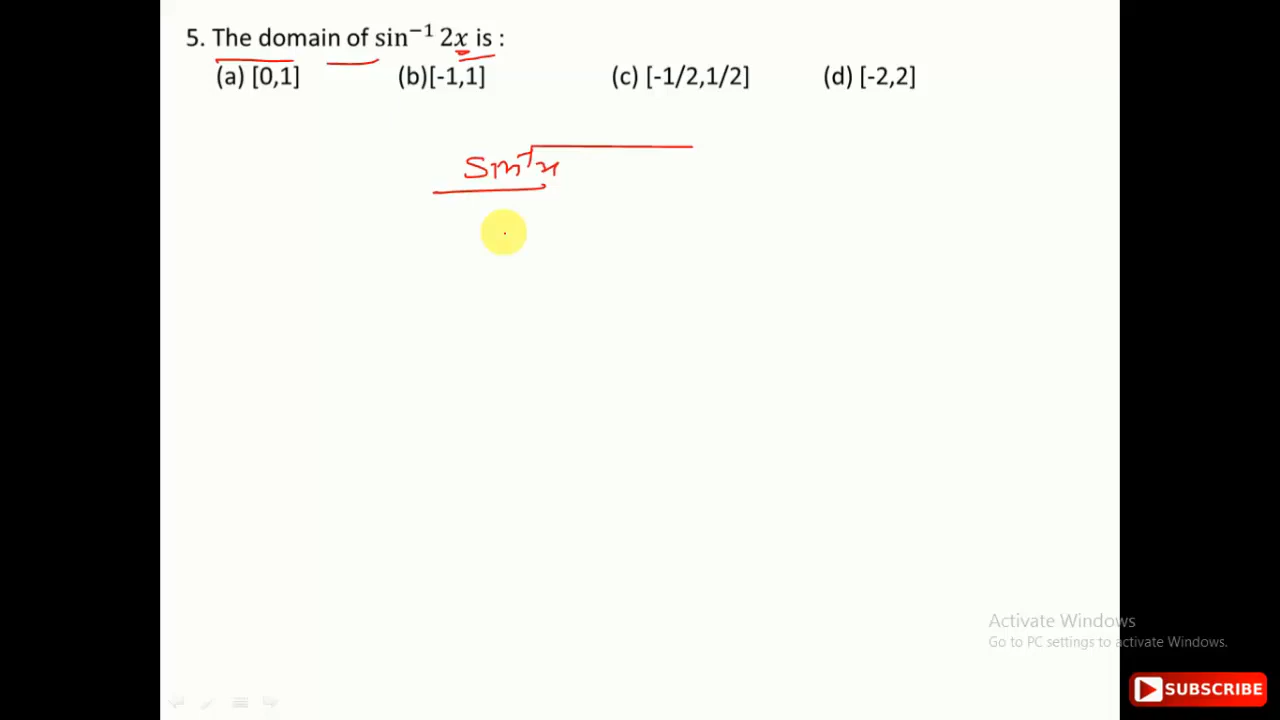 5. The domain of sin⁻¹ 2x is :
(a) [0,1] (b)[-1,1] (c) [-1/2,1/2] (d) [-2,2]
sin⁻¹x
Activate Windows
Go to PC settings to activate Windows.
SUBSCRIBE